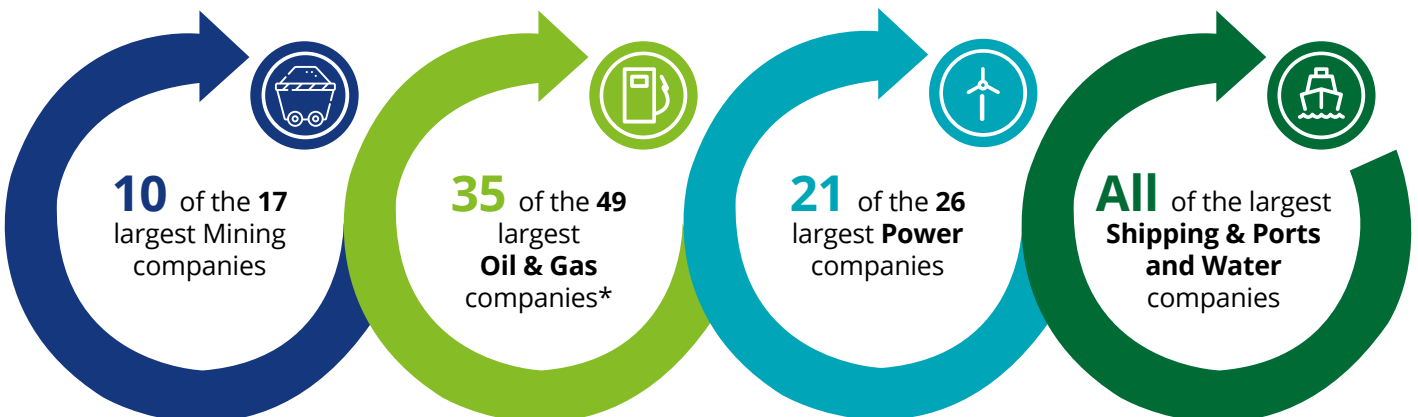 10 of the 17
largest Mining
companies
35 of the 49
largest
Oil & Gas
companies*
21 of the 26
largest Power
companies
All of the largest
Shipping & Ports
and Water
companies